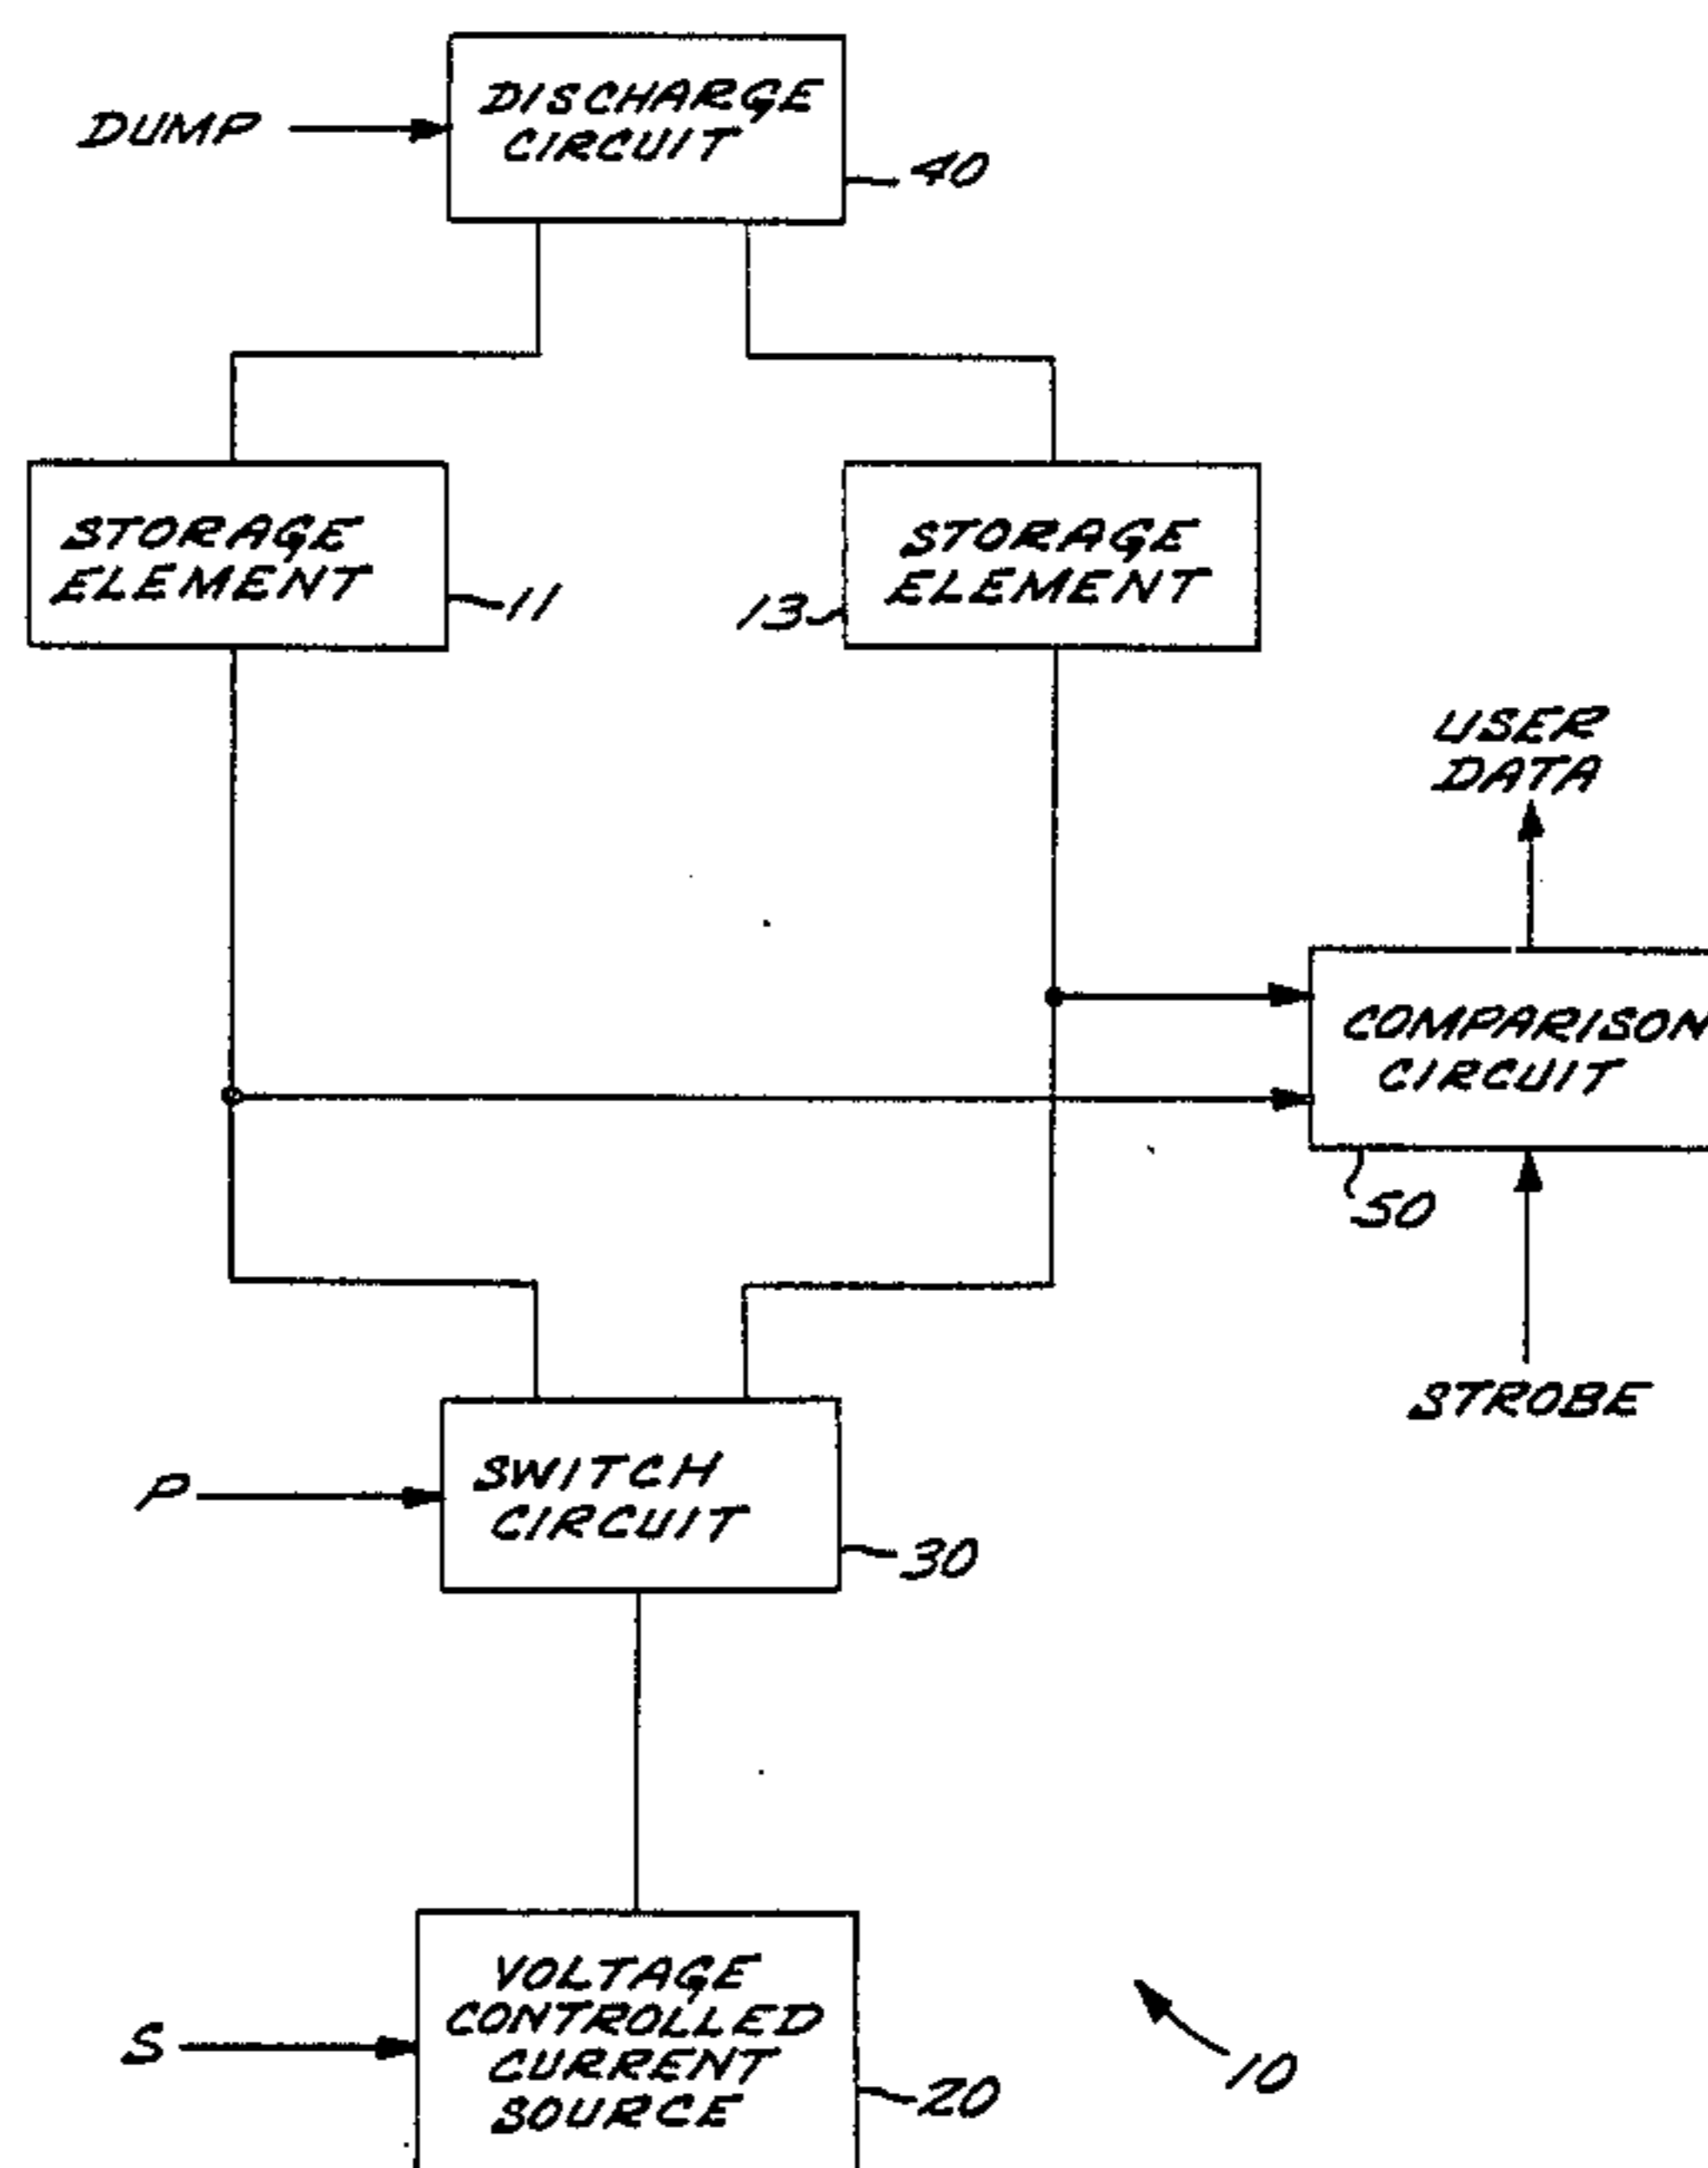 DISCHARGE
CIRCUIT
DUMP
40
STORAGE
ELEMENT
11
STORAGE
ELEMENT
13
USER
DATA
COMPARISON
CIRCUIT
50
STROBE
SWITCH
CIRCUIT
P
30
VOLTAGE
CONTROLLED
CURRENT
SOURCE
S
20
10